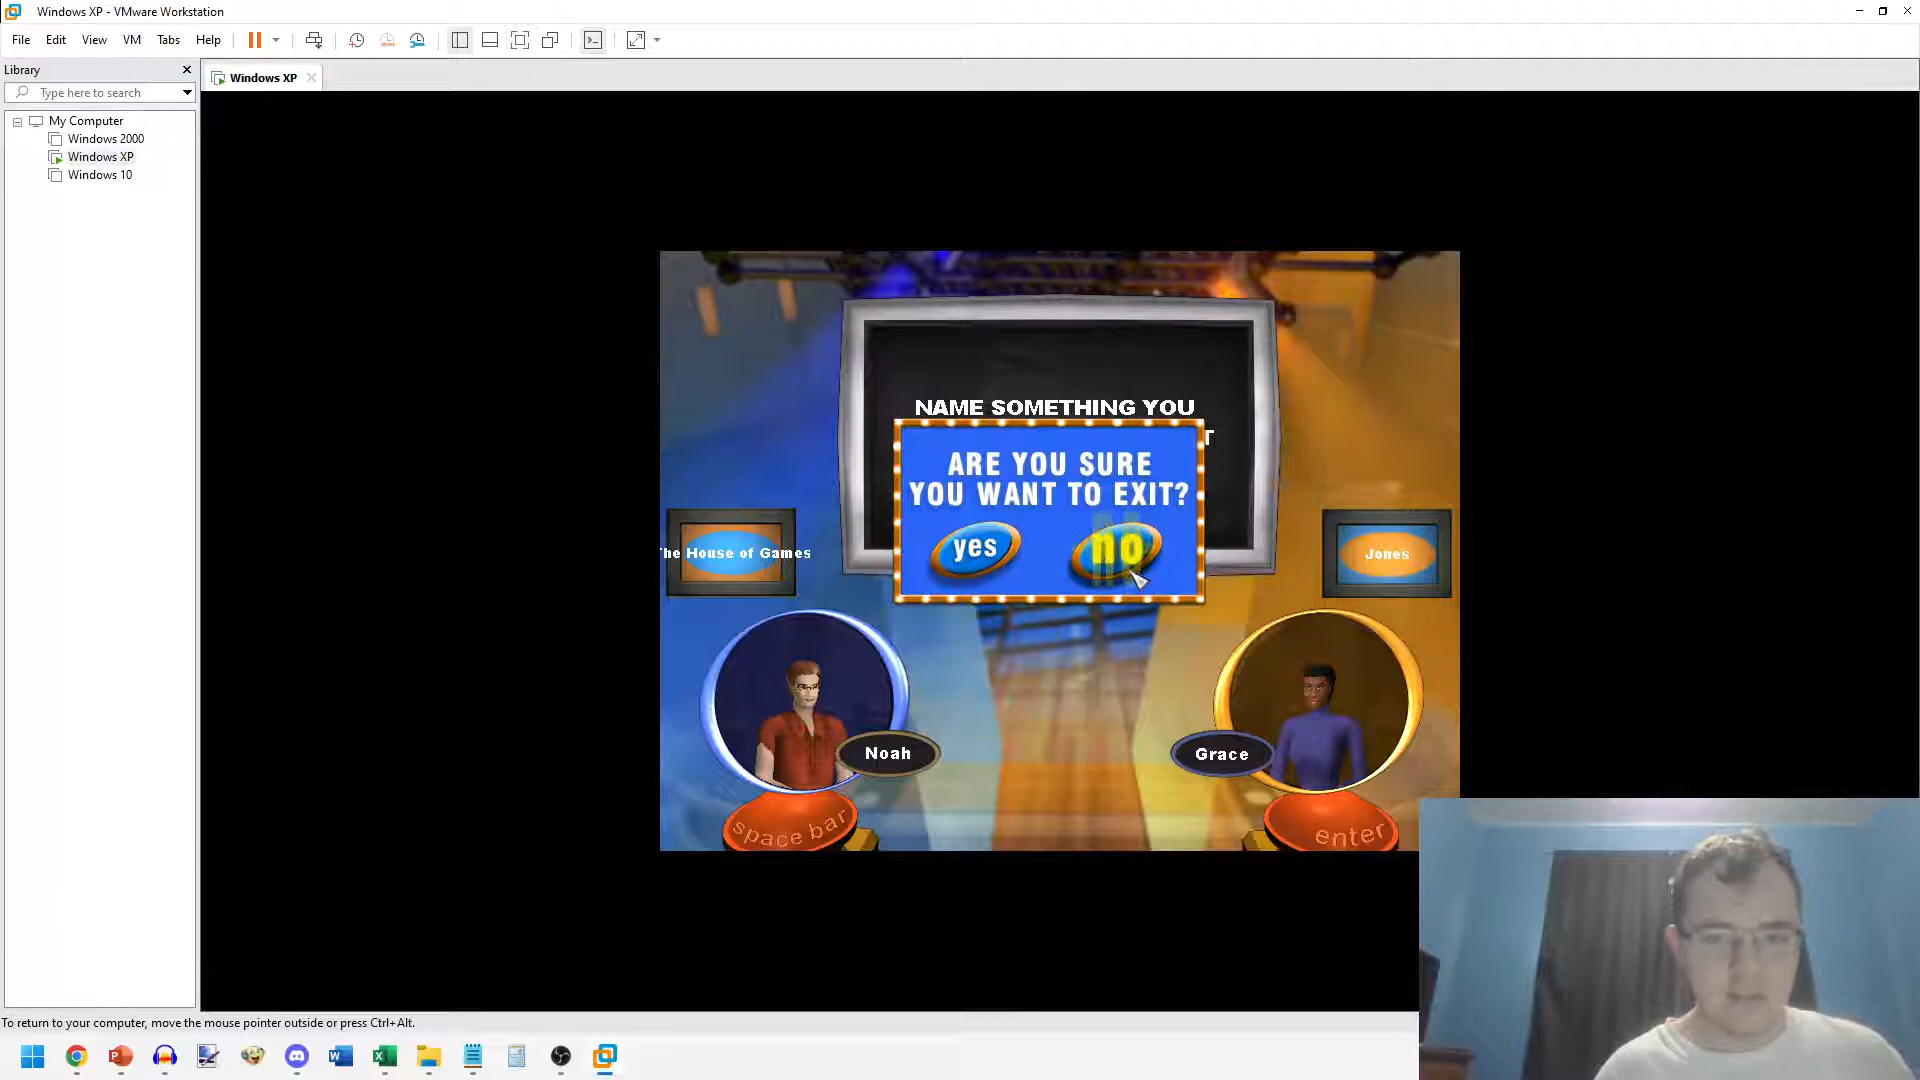 Windows XP - VMware Workstation
File Edit View VM Tabs Help
Library
Type here to search
Windows XP
My Computer
Windows 2000
Windows XP
Windows 10
NAME SOMETHING YOU
T
ARE YOU SURE
YOU WANT TO EXIT?
yes no
The House of Games
Jones
Noah
Grace
space bar
enter
To return to your computer, move the mouse pointer outside or press Ctrl+Alt.